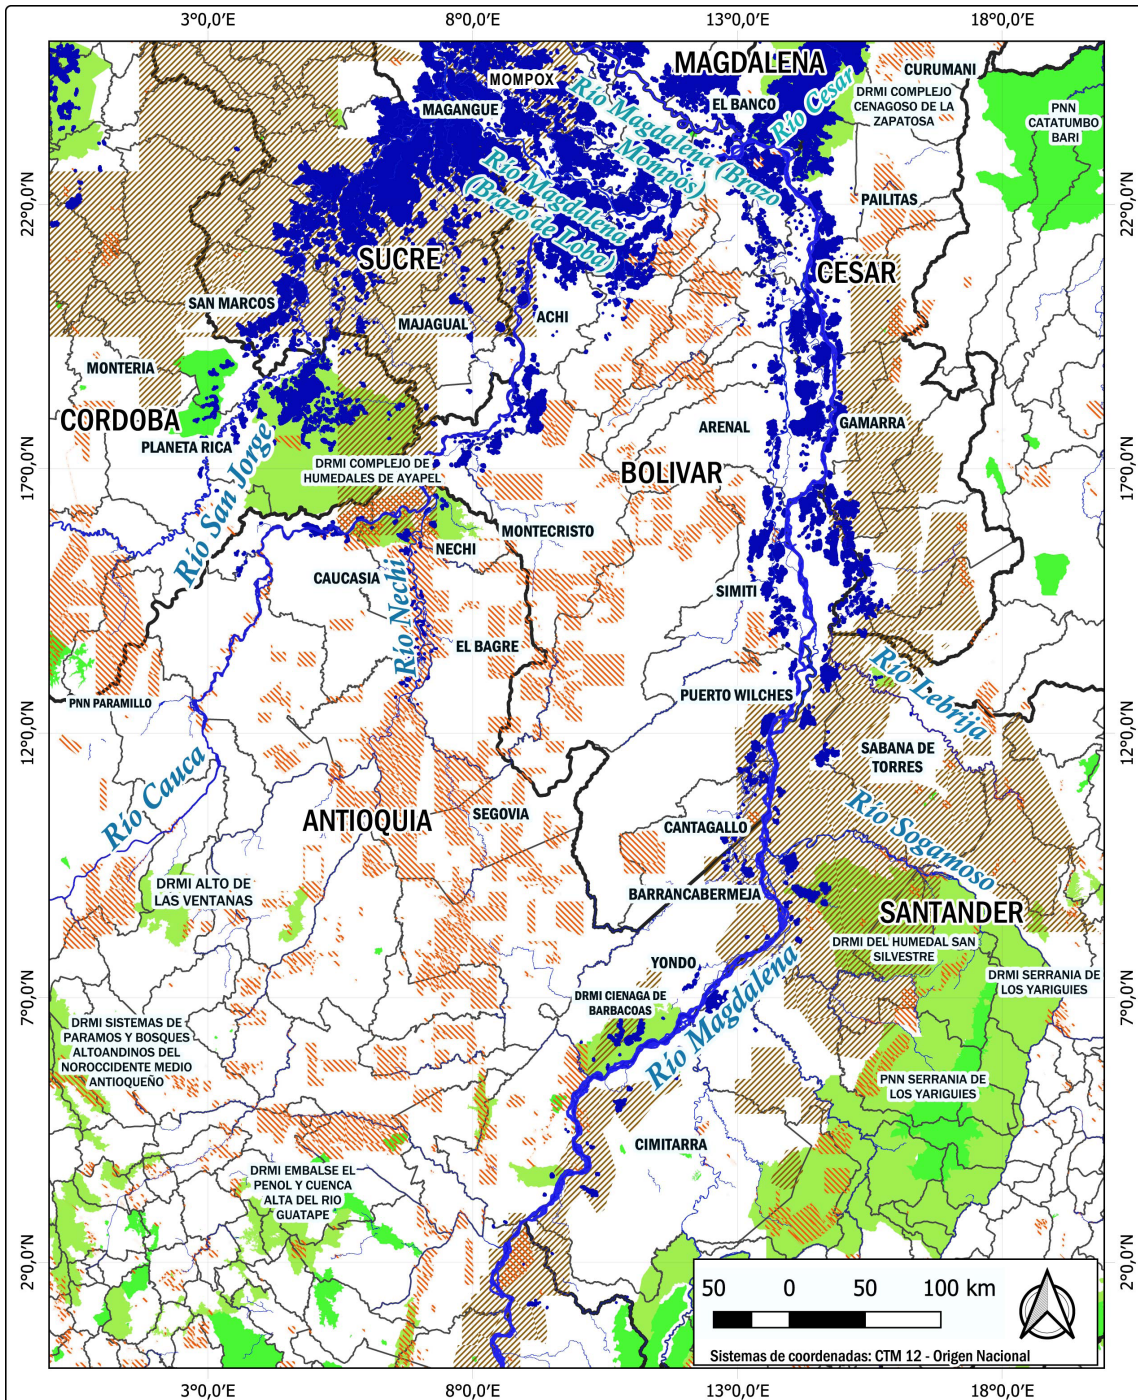 3°0,0'E 8°0,0'E 13°0,0'E 18°0,0'E
MAGDALENA
MOMPOX
CURUMANI
MAGANGUE
EL BANCO
Río Cesar
DRMI COMPLEJO
CENAGOSO DE LA
ZAPATOSA
PNN
CATATUMBO
BARI
Río Magdalena (Brazo
Mompós)
Río Magdalena
(Brazo de Loba)
22°0,0'N
PAILITAS
22°0,0'N
SUCRE
CESAR
SAN MARCOS
MAJAGUAL
ACHI
MONTERIA
CORDOBA
PLANETA RICA
ARENAL
GAMARRA
17°0,0'N
DRMI COMPLEJO DE
HUMEDALES DE AYAPEL
BOLIVAR
17°0,0'N
Río San Jorge
MONTECRISTO
NECHI
CAUCASIA
SIMITI
Río Nechi
EL BAGRE
Río Lebrija
PNN PARAMILLO
PUERTO WILCHES
12°0,0'N
SABANA DE
TORRES
12°0,0'N
Río Cauca
ANTIOQUIA
SEGOVIA
CANTAGALLO
Río Sogamoso
DRMI ALTO DE
LAS VENTANAS
BARRANCABERMEJA
SANTANDER
DRMI DEL HUMEDAL SAN
SILVESTRE
YONDO
DRMI SERRANIA DE
LOS YARIGUIES
7°0,0'N
DRMI CIENAGA DE
BARBACOAS
Río Magdalena
7°0,0'N
DRMI SISTEMAS DE
PARAMOS Y BOSQUES
ALTOANDINOS DEL
NOROCCIDENTE MEDIO
ANTIOQUEÑO
PNN SERRANIA DE
LOS YARIGUIES
CIMITARRA
DRMI EMBALSE EL
PENOL Y CUENCA
ALTA DEL RIO
GUATAPE
2°0,0'N
2°0,0'N
50 0 50 100 km
Sistemas de coordenadas: CTM 12 - Origen Nacional
3°0,0'E 8°0,0'E 13°0,0'E 18°0,0'E